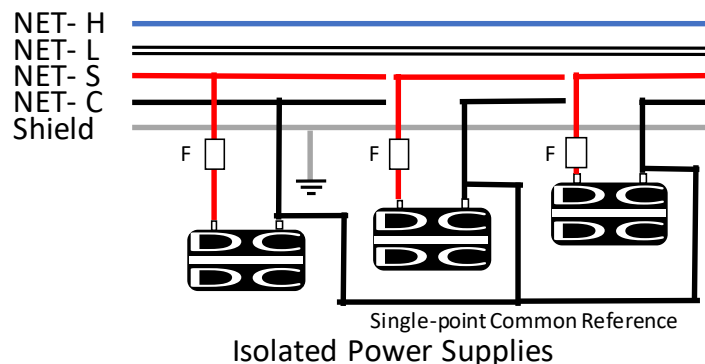 NET- H
NET- L
NET- S
NET- C
Shield
F
F
F
DC
DC
DC
DC
DC
DC
Single-point Common Reference
Isolated Power Supplies